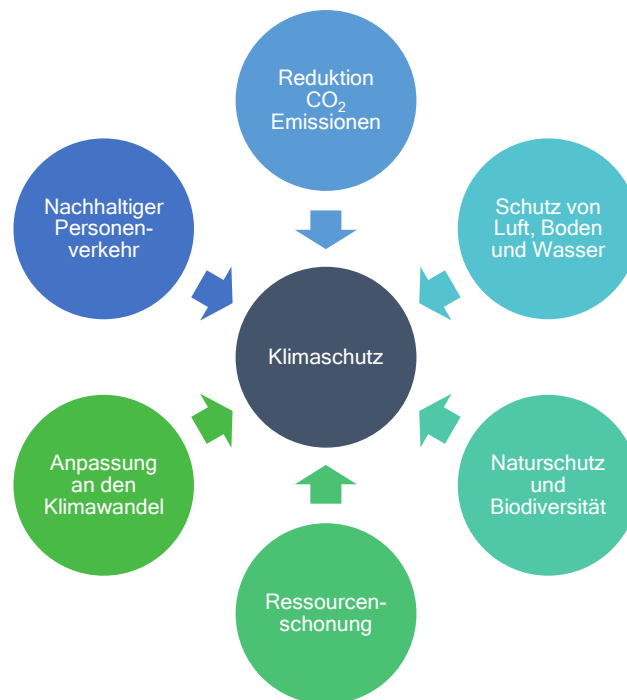 Reduktion
CO₂
Emissionen
Schutz von
Luft, Boden
und Wasser
Naturschutz
und
Biodiversität
Ressourcen-
schonung
Anpassung
an den
Klimawandel
Nachhaltiger
Personen-
verkehr
Klimaschutz